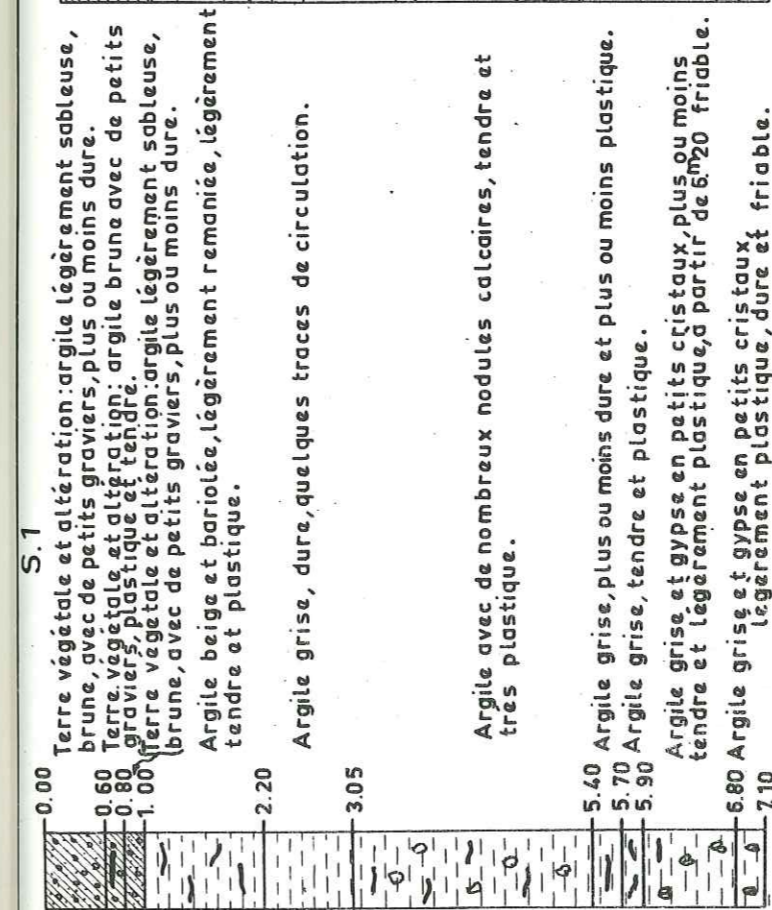 S.1
0.00
Terre végétale et altération: argile légèrement sableuse,
brune, avec de petits graviers, plus ou moins dure.
0.60
Terre végétale et altération: argile brune avec de petits
graviers, plastique et tendre.
0.80
Terre végétale et altération: argile légèrement sableuse,
brune, avec de petits graviers, plus ou moins dure.
1.00
Argile beige et bariolée, légèrement remaniée, légèrement
tendre et plastique.
2.20
Argile grise, dure, quelques traces de circulation.
3.05
Argile avec de nombreux nodules calcaires, tendre et
tres plastique.
5.40
Argile grise, plus ou moins dure et plus ou moins plastique.
5.70
Argile grise, tendre et plastique.
5.90
Argile grise et gypse en petits cristaux, plus ou moins
tendre et légèrement plastique, a partir de 6.m20 friable.
6.80
Argile grise et gypse en petits cristaux,
légerement plastique, dure et friable.
7.10